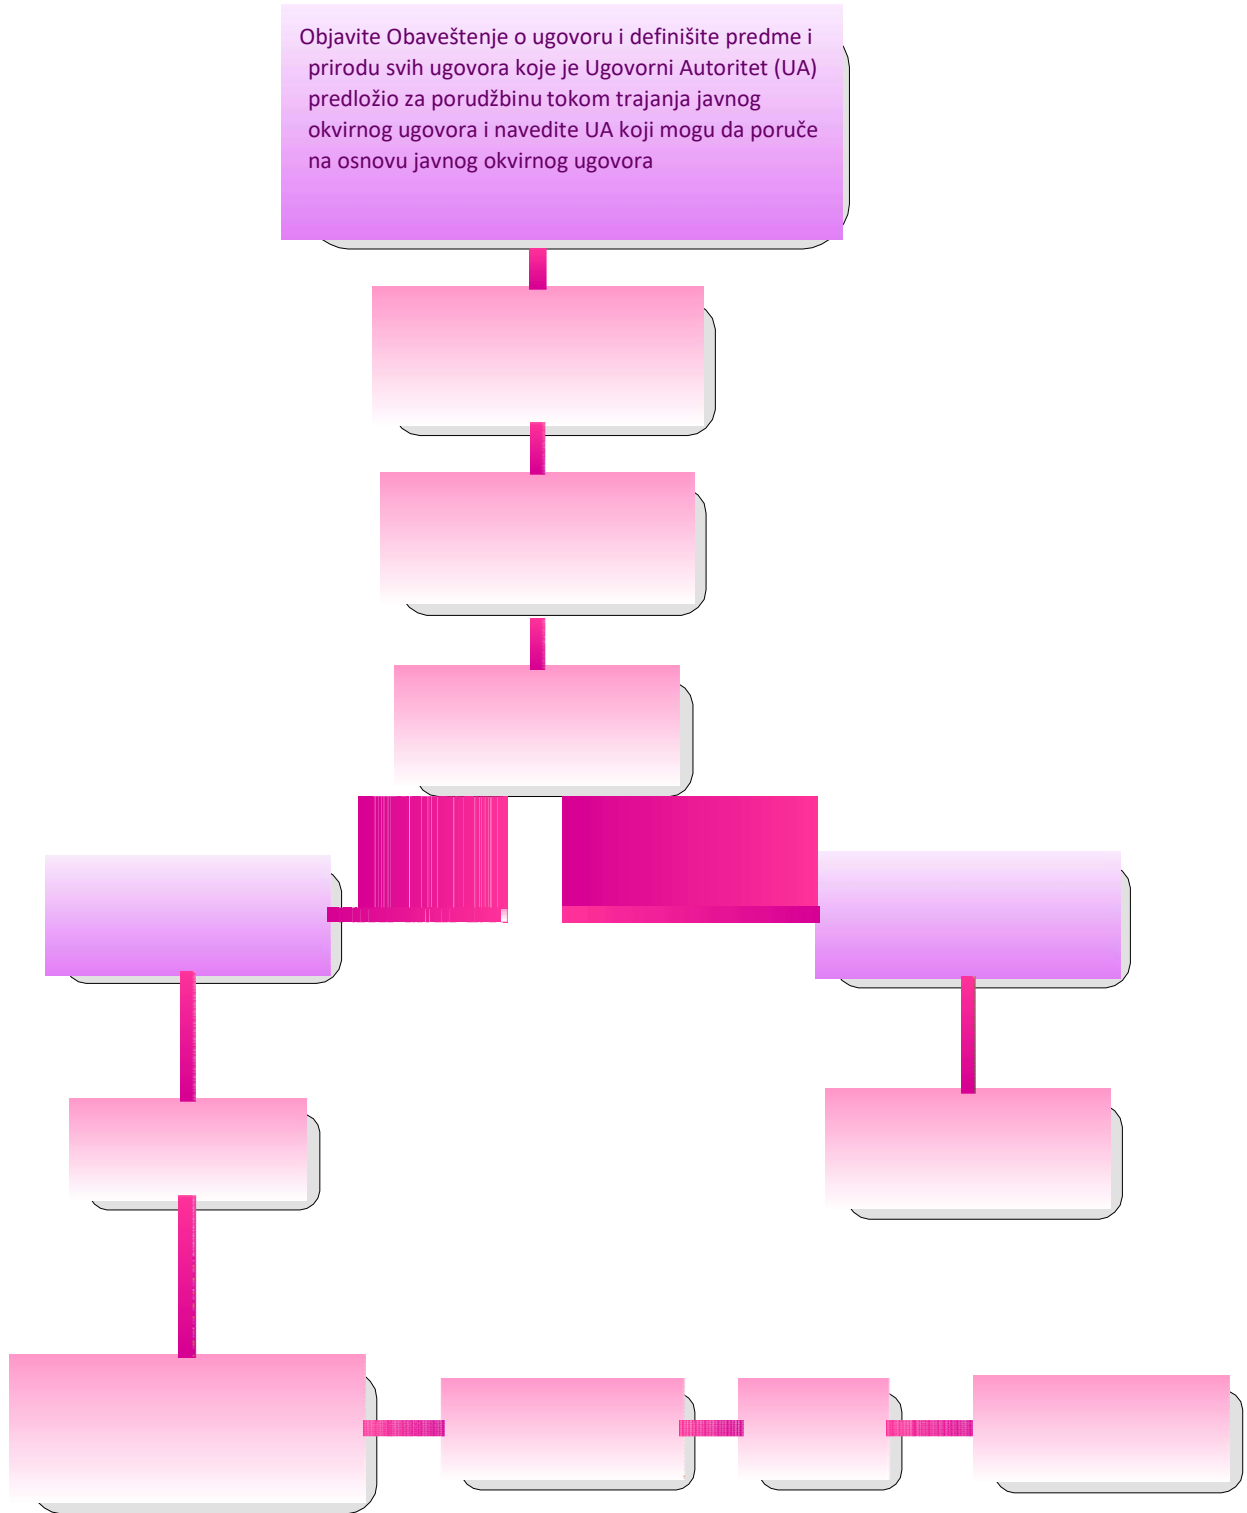 Objavite Obaveštenje o ugovoru i definišite predme i
prirodu svih ugovora koje je Ugovorni Autoritet (UA)
predložio za porudžbinu tokom trajanja javnog
okvirnog ugovora i navedite UA koji mogu da poruče
na osnovu javnog okvirnog ugovora